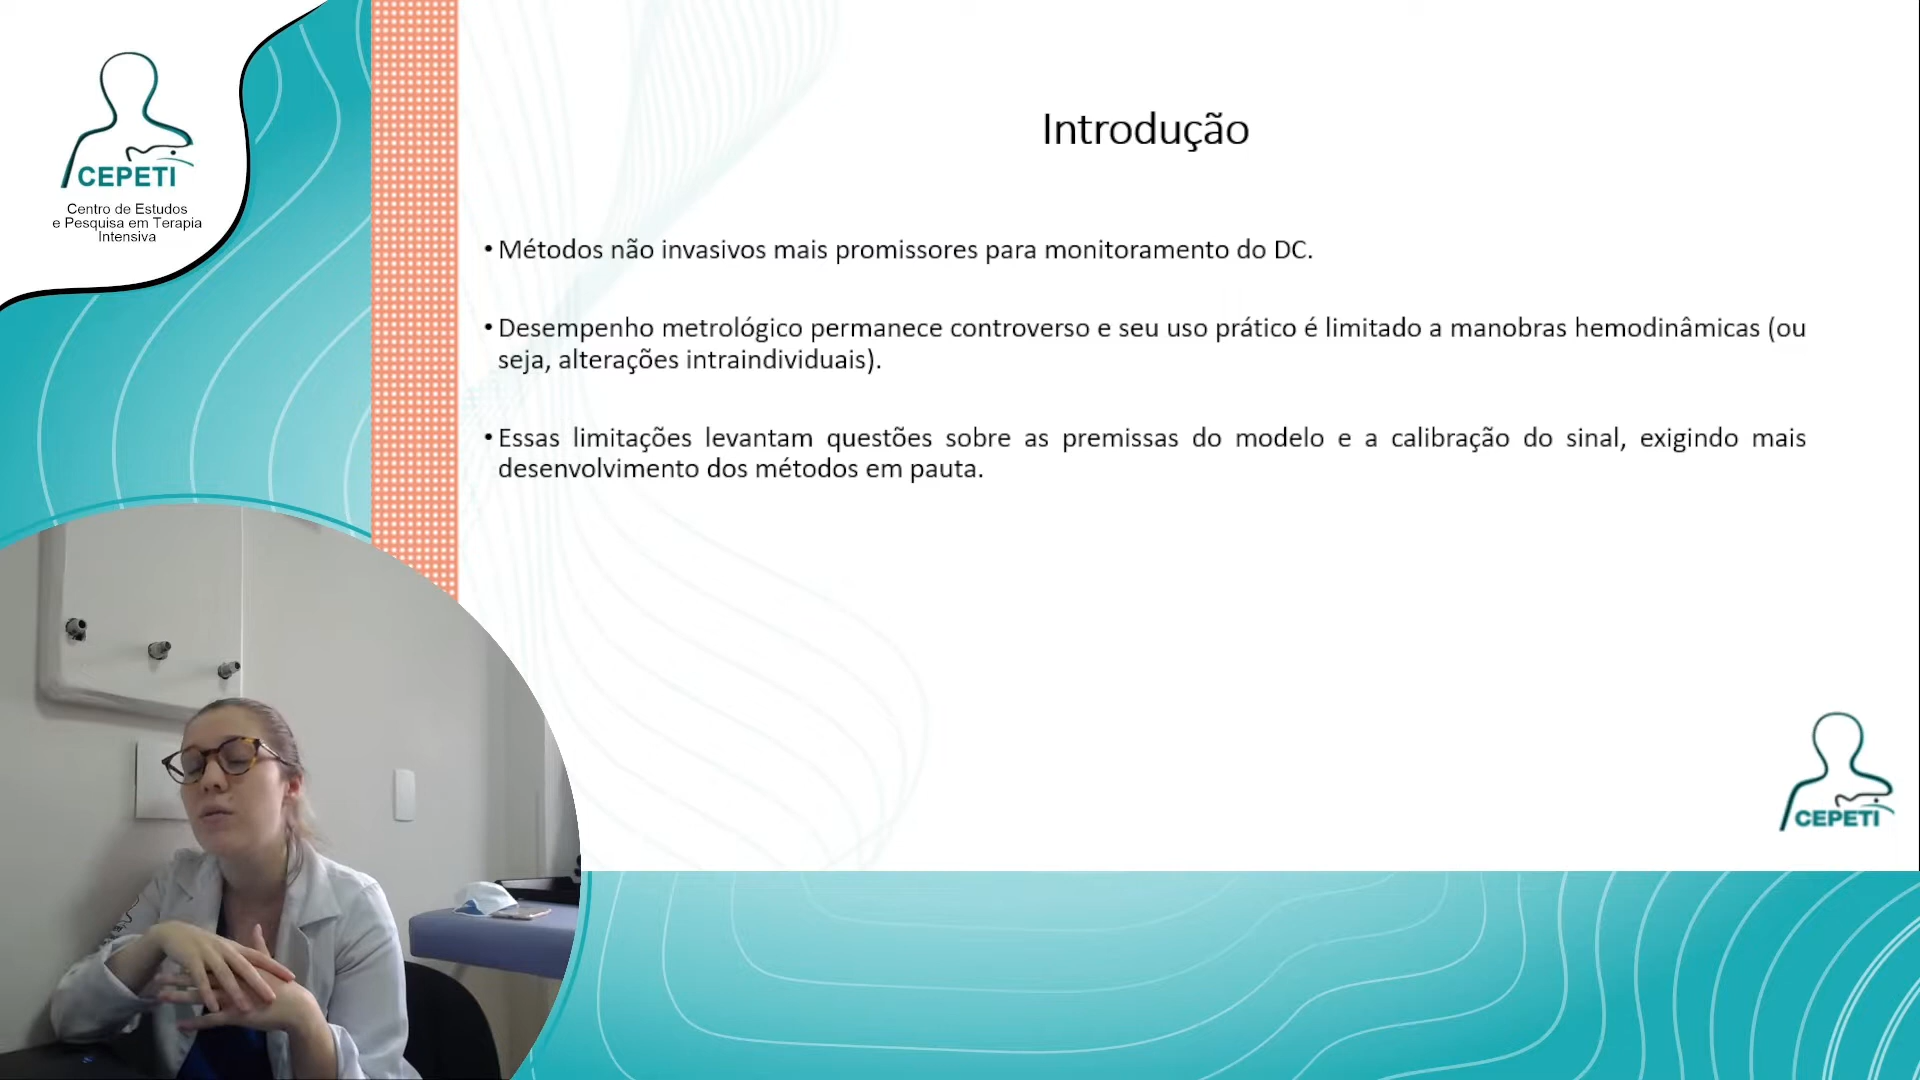 CEPETI
Centro de Estudos
e Pesquisa em Terapia
Intensiva
Introdução
• Métodos não invasivos mais promissores para monitoramento do DC.
• Desempenho metrológico permanece controverso e seu uso prático é limitado a manobras hemodinâmicas (ou
seja, alterações intraindividuais).
• Essas limitações levantam questões sobre as premissas do modelo e a calibração do sinal, exigindo mais
desenvolvimento dos métodos em pauta.
CEPETI